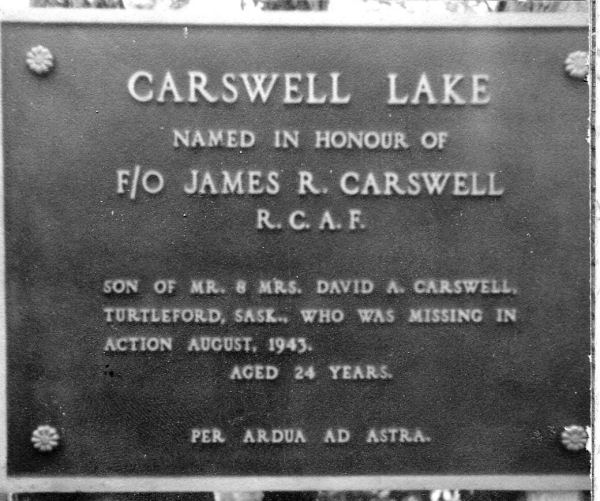 CARSWELL LAKE
NAMED IN HONOUR OF
F/O JAMES R. CARSWELL
R. C. A. F.
SON OF MR. & MRS. DAVID A. CARSWELL,
TURTLEFORD, SASK., WHO WAS MISSING IN
ACTION AUGUST, 1943.
AGED 24 YEARS.
PER ARDUA AD ASTRA.